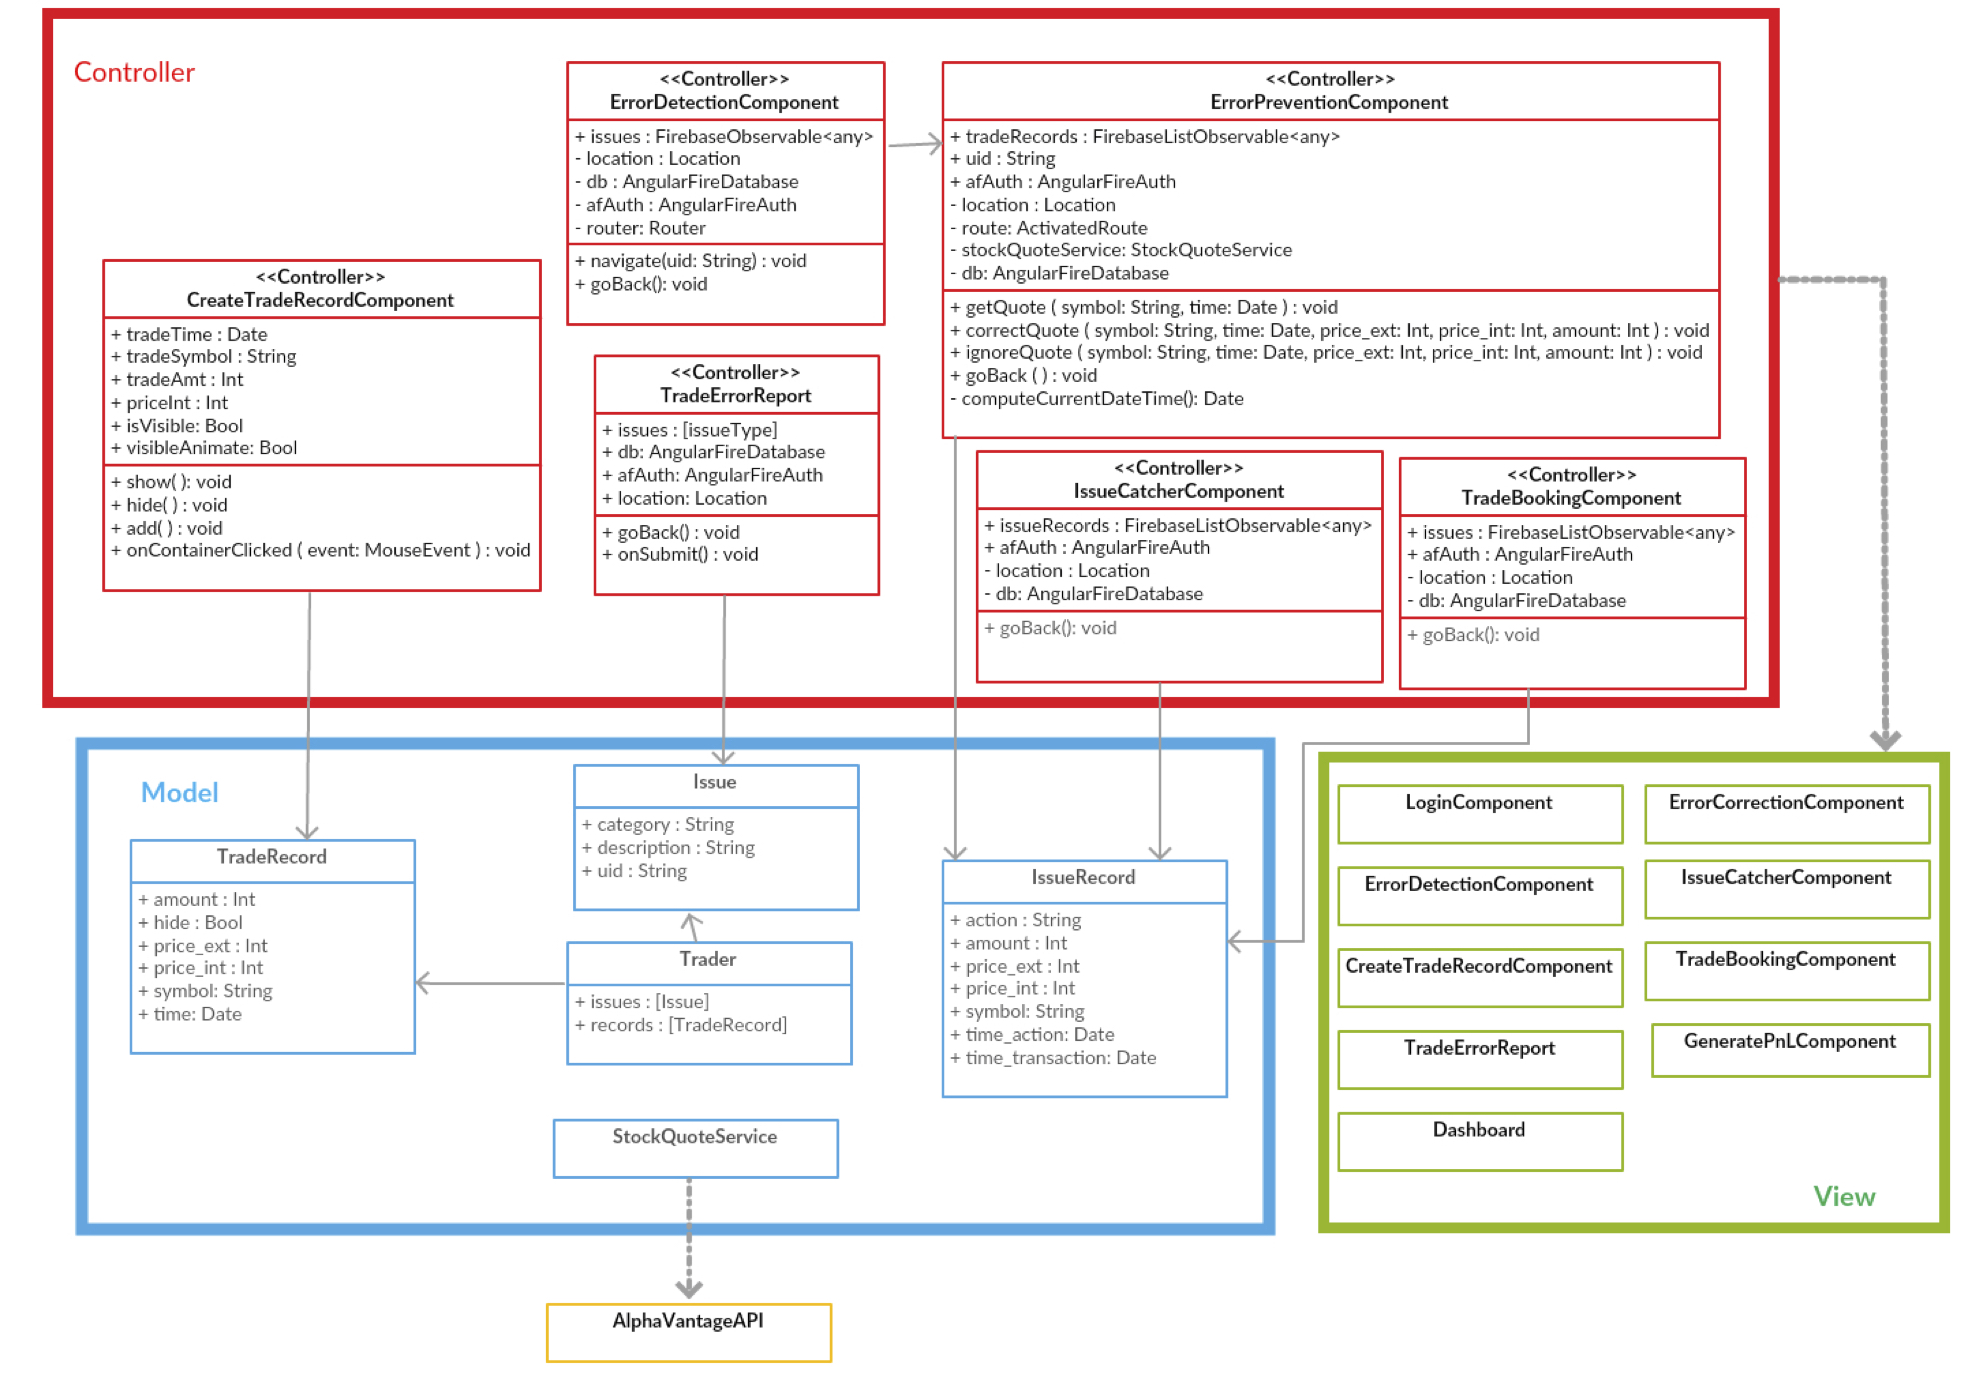 Controller
<<Controller>>
ErrorDetectionComponent
+ issues : FirebaseObservable<any>
- location : Location
- db : AngularFireDatabase
- afAuth : AngularFireAuth
- router: Router
+ navigate(uid: String) : void
+ goBack(): void
<<Controller>>
ErrorPreventionComponent
+ tradeRecords : FirebaseListObservable<any>
+ uid : String
+ afAuth : AngularFireAuth
- location : Location
- route: ActivatedRoute
- stockQuoteService: StockQuoteService
- db: AngularFireDatabase
+ getQuote ( symbol: String, time: Date ) : void
+ correctQuote ( symbol: String, time: Date, price_ext: Int, price_int: Int, amount: Int ) : void
+ ignoreQuote ( symbol: String, time: Date, price_ext: Int, price_int: Int, amount: Int ) : void
+ goBack ( ) : void
- computeCurrentDateTime(): Date
<<Controller>>
CreateTradeRecordComponent
+ tradeTime : Date
+ tradeSymbol : String
+ tradeAmt : Int
+ priceInt : Int
+ isVisible: Bool
+ visibleAnimate: Bool
+ show( ): void
+ hide( ) : void
+ add( ) : void
+ onContainerClicked ( event: MouseEvent ) : void
<<Controller>>
TradeErrorReport
+ issues : [issueType]
+ db: AngularFireDatabase
+ afAuth: AngularFireAuth
+ location: Location
+ goBack() : void
+ onSubmit() : void
<<Controller>>
IssueCatcherComponent
+ issueRecords : FirebaseListObservable<any>
+ afAuth : AngularFireAuth
- location : Location
- db: AngularFireDatabase
+ goBack(): void
<<Controller>>
TradeBookingComponent
+ issues : FirebaseListObservable<any>
+ afAuth : AngularFireAuth
- location : Location
- db: AngularFireDatabase
+ goBack(): void
Model
Issue
+ category : String
+ description : String
+ uid : String
TradeRecord
+ amount : Int
+ hide : Bool
+ price_ext : Int
+ price_int : Int
+ symbol: String
+ time: Date
Trader
+ issues : [Issue]
+ records : [TradeRecord]
IssueRecord
+ action : String
+ amount : Int
+ price_ext : Int
+ price_int : Int
+ symbol: String
+ time_action: Date
+ time_transaction: Date
StockQuoteService
AlphaVantageAPI
LoginComponent
ErrorCorrectionComponent
ErrorDetectionComponent
IssueCatcherComponent
CreateTradeRecordComponent
TradeBookingComponent
TradeErrorReport
GeneratePnLComponent
Dashboard
View